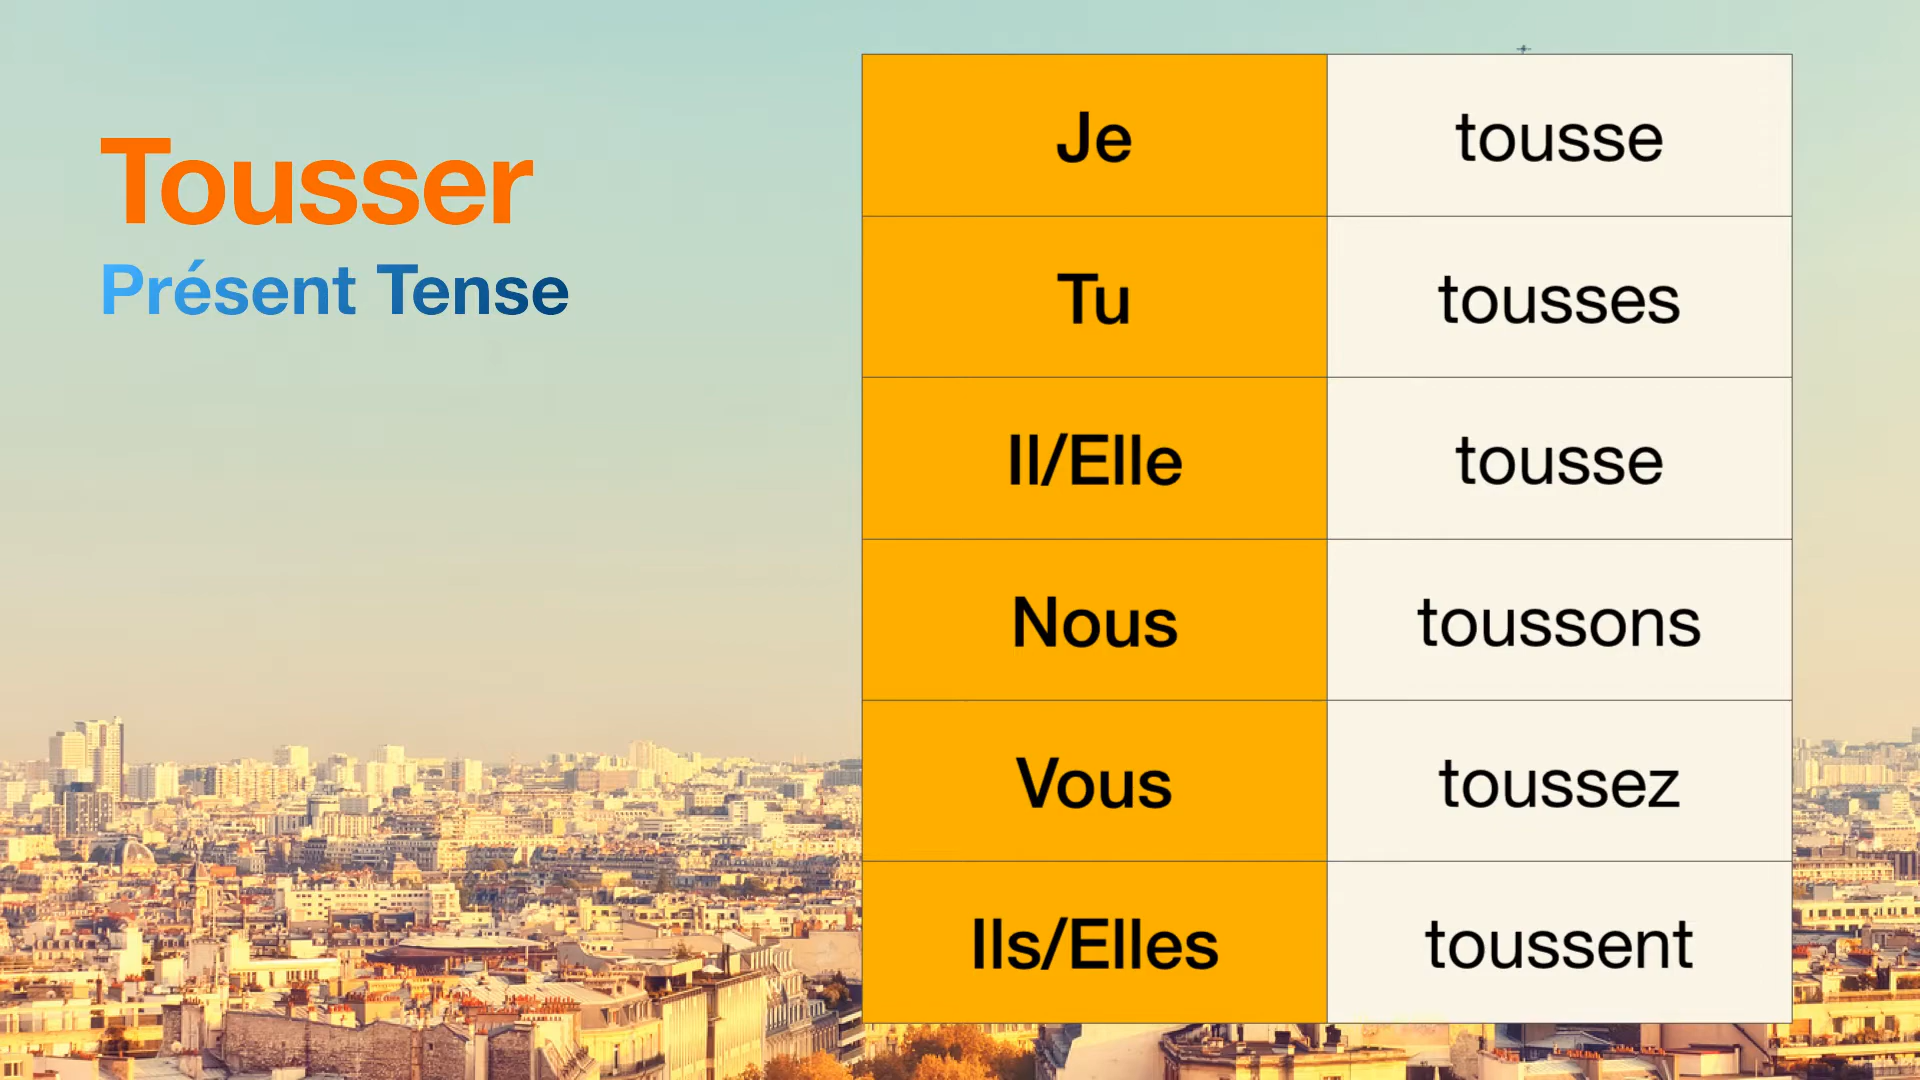 Tousser
Présent Tense
Je tousse
Tu tousses
Il/Elle tousse
Nous toussons
Vous toussez
Ils/Elles toussent